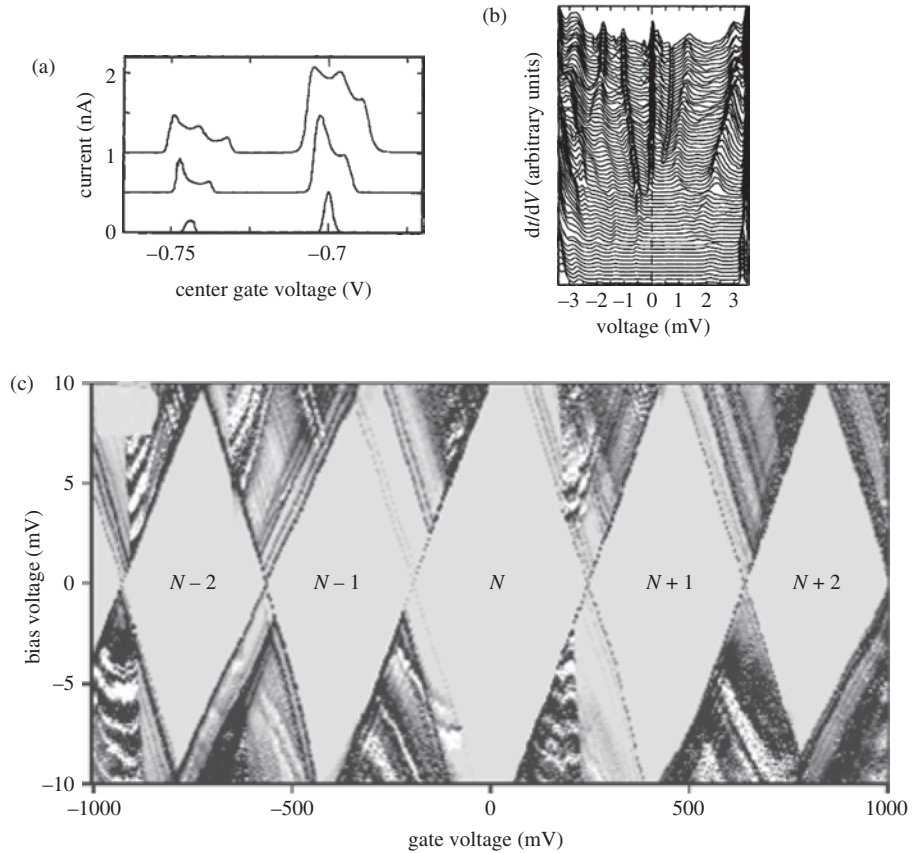 (a)
2
1
0
current (nA)
−0.75
−0.7
center gate voltage (V)
(b)
dt/dV (arbitrary units)
−3 −2 −1 0 1 2 3
voltage (mV)
(c)
10
5
0
−5
−10
bias voltage (mV)
N − 2
N − 1
N
N + 1
N + 2
−1000
−500
0
500
1000
gate voltage (mV)